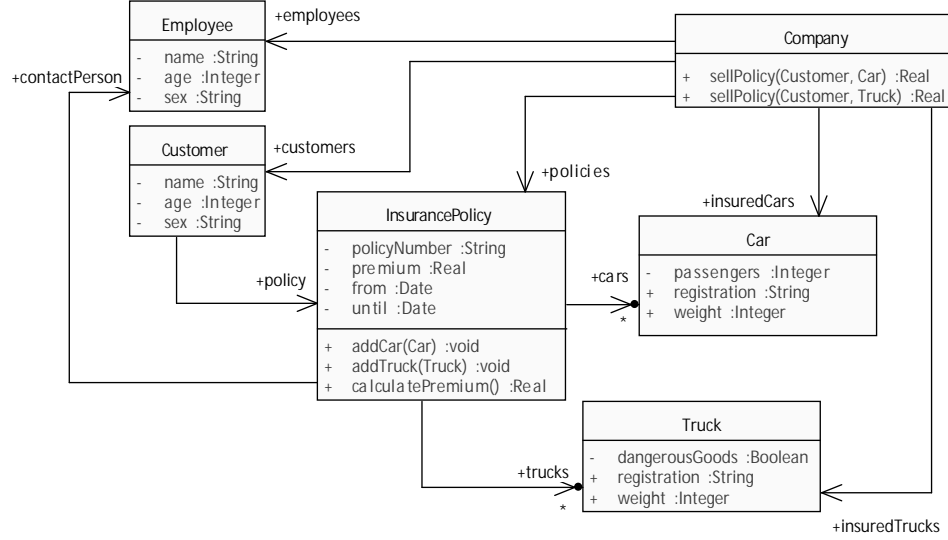 Employee
- name :String
- age :Integer
- sex :String
+employees
Company
+ sellPolicy(Customer, Car) :Real
+ sellPolicy(Customer, Truck) :Real
+contactPerson
Customer
- name :String
- age :Integer
- sex :String
+customers
+policies
InsurancePolicy
- policyNumber :String
- premium :Real
- from :Date
- until :Date
+ addCar(Car) :void
+ addTruck(Truck) :void
+ calculatePremium() :Real
+policy
+insuredCars
Car
- passengers :Integer
+ registration :String
+ weight :Integer
+cars
*
Truck
- dangerousGoods :Boolean
+ registration :String
+ weight :Integer
+trucks
*
+insuredTrucks